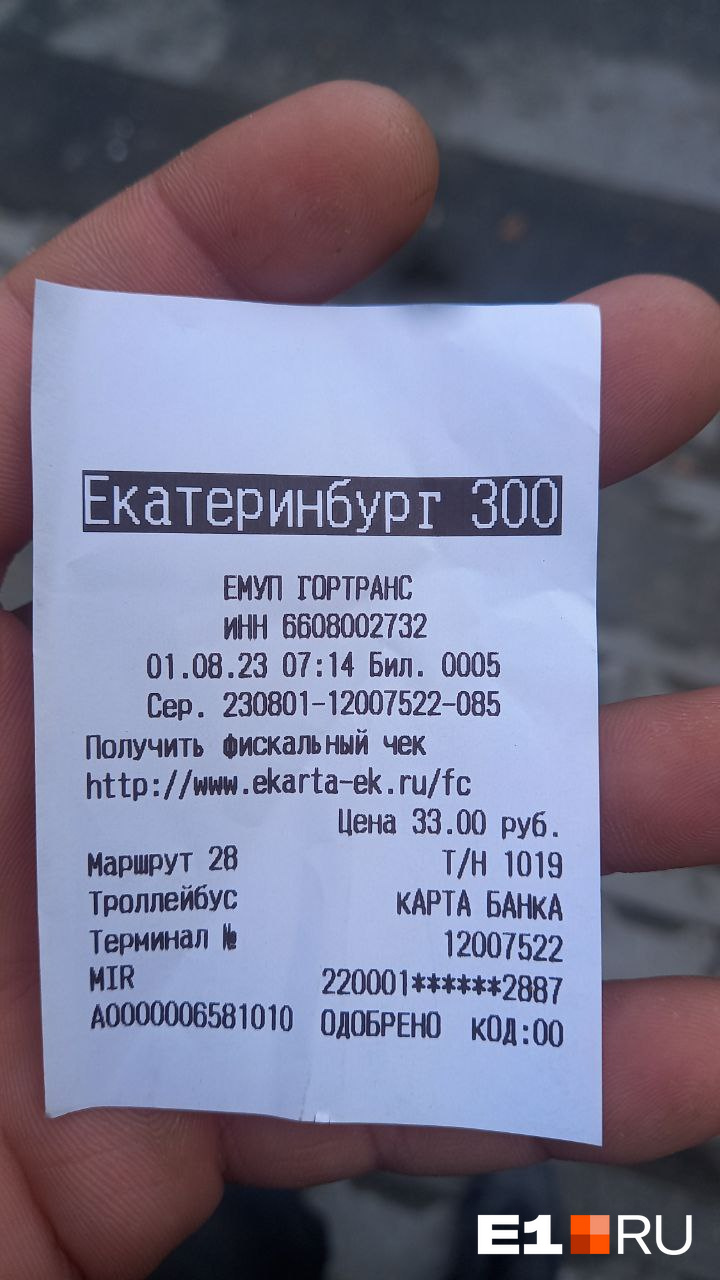 Екатеринбург 300
ЕМУП ГОРТРАНС
ИНН 6608002732
01.08.23 07:14 Бил. 0005
Сер. 230801-12007522-085
Получить фискальный чек
http://www.ekarta-ek.ru/fc
Цена 33.00 руб.
Маршрут 28 Т/Н 1019
Троллейбус КАРТА БАНКА
Терминал № 12007522
MIR 220001******2887
A0000006581010 ОДОБРЕНО КОД:00
E1 RU